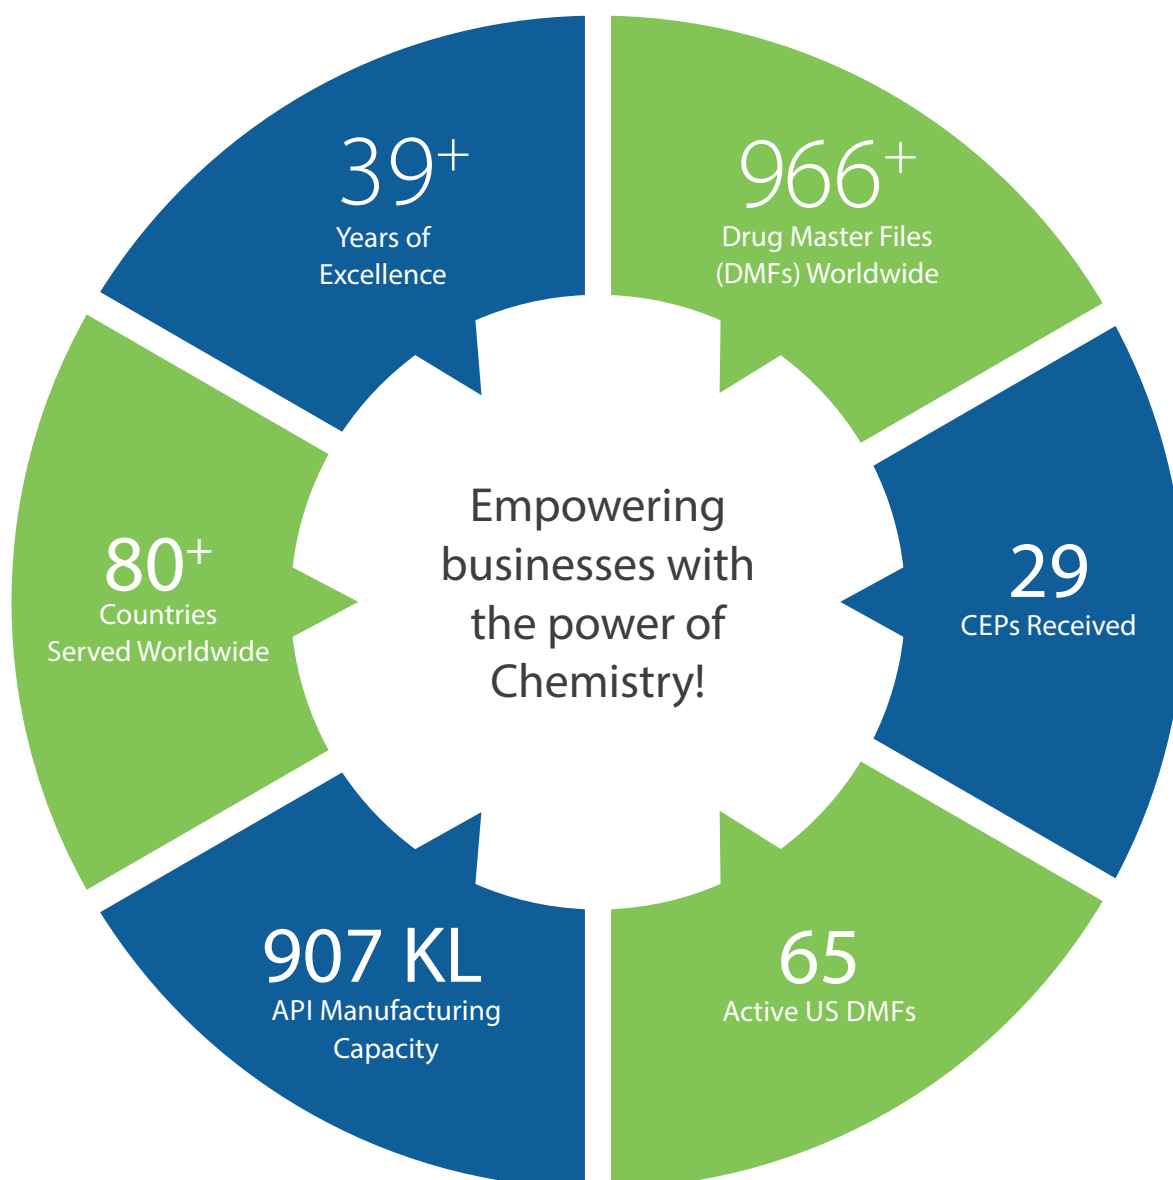 39+
Years of
Excellence
966+
Drug Master Files
(DMFs) Worldwide
80+
Countries
Served Worldwide
Empowering
businesses with
the power of
Chemistry!
29
CEPs Received
907 KL
API Manufacturing
Capacity
65
Active US DMFs